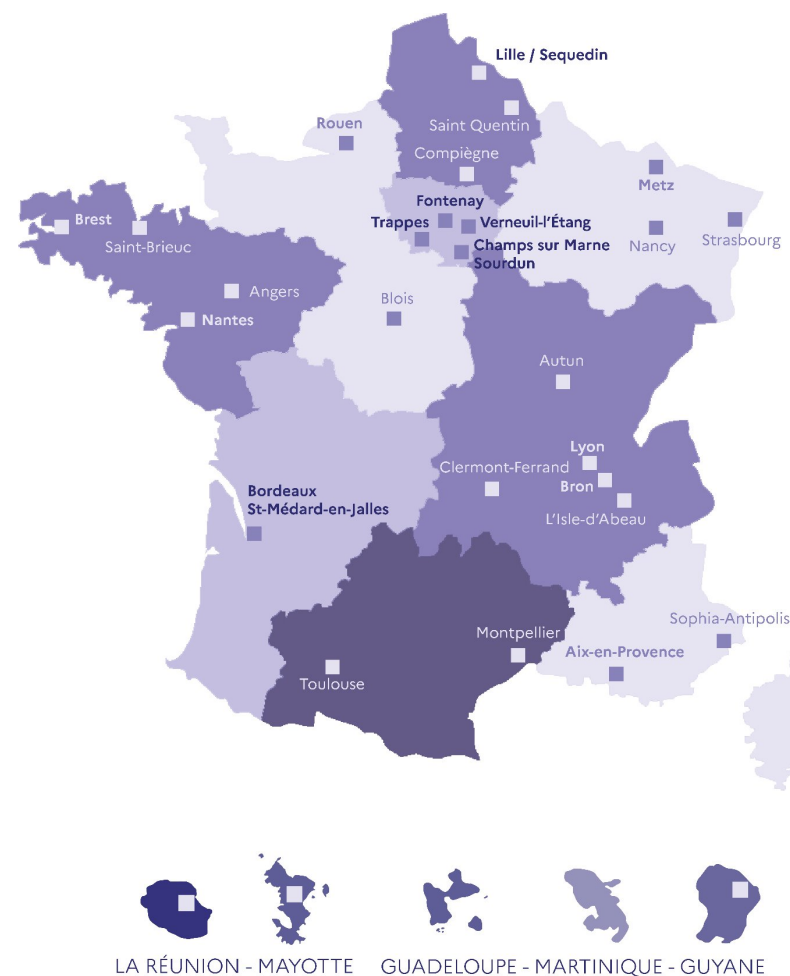 Lille / Sequedin
Saint Quentin
Rouen
Compiègne
Metz
Fontenay
Brest
Trappes
Verneuil-l'Étang
Saint-Brieuc
Champs sur Marne
Sourdun
Nancy
Strasbourg
Angers
Blois
Nantes
Autun
Lyon
Clermont-Ferrand
Bron
L'Isle-d'Abeau
Bordeaux
St-Médard-en-Jalles
Sophia-Antipolis
Montpellier
Aix-en-Provence
Toulouse
LA RÉUNION - MAYOTTE
GUADELOUPE - MARTINIQUE - GUYANE